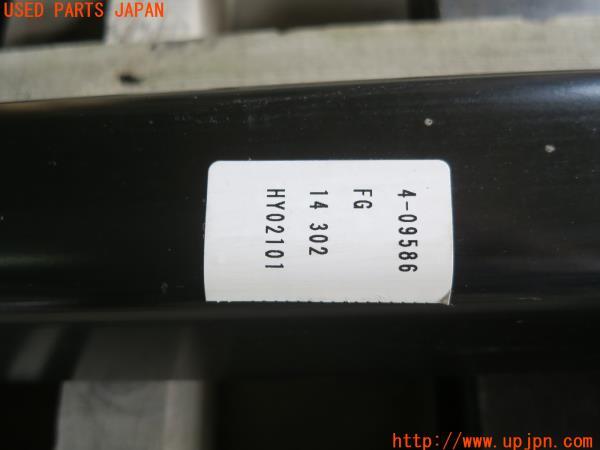 USED PARTS JAPAN
4-09586
FG
14 302
HY02101
http://www.upjpn.com/